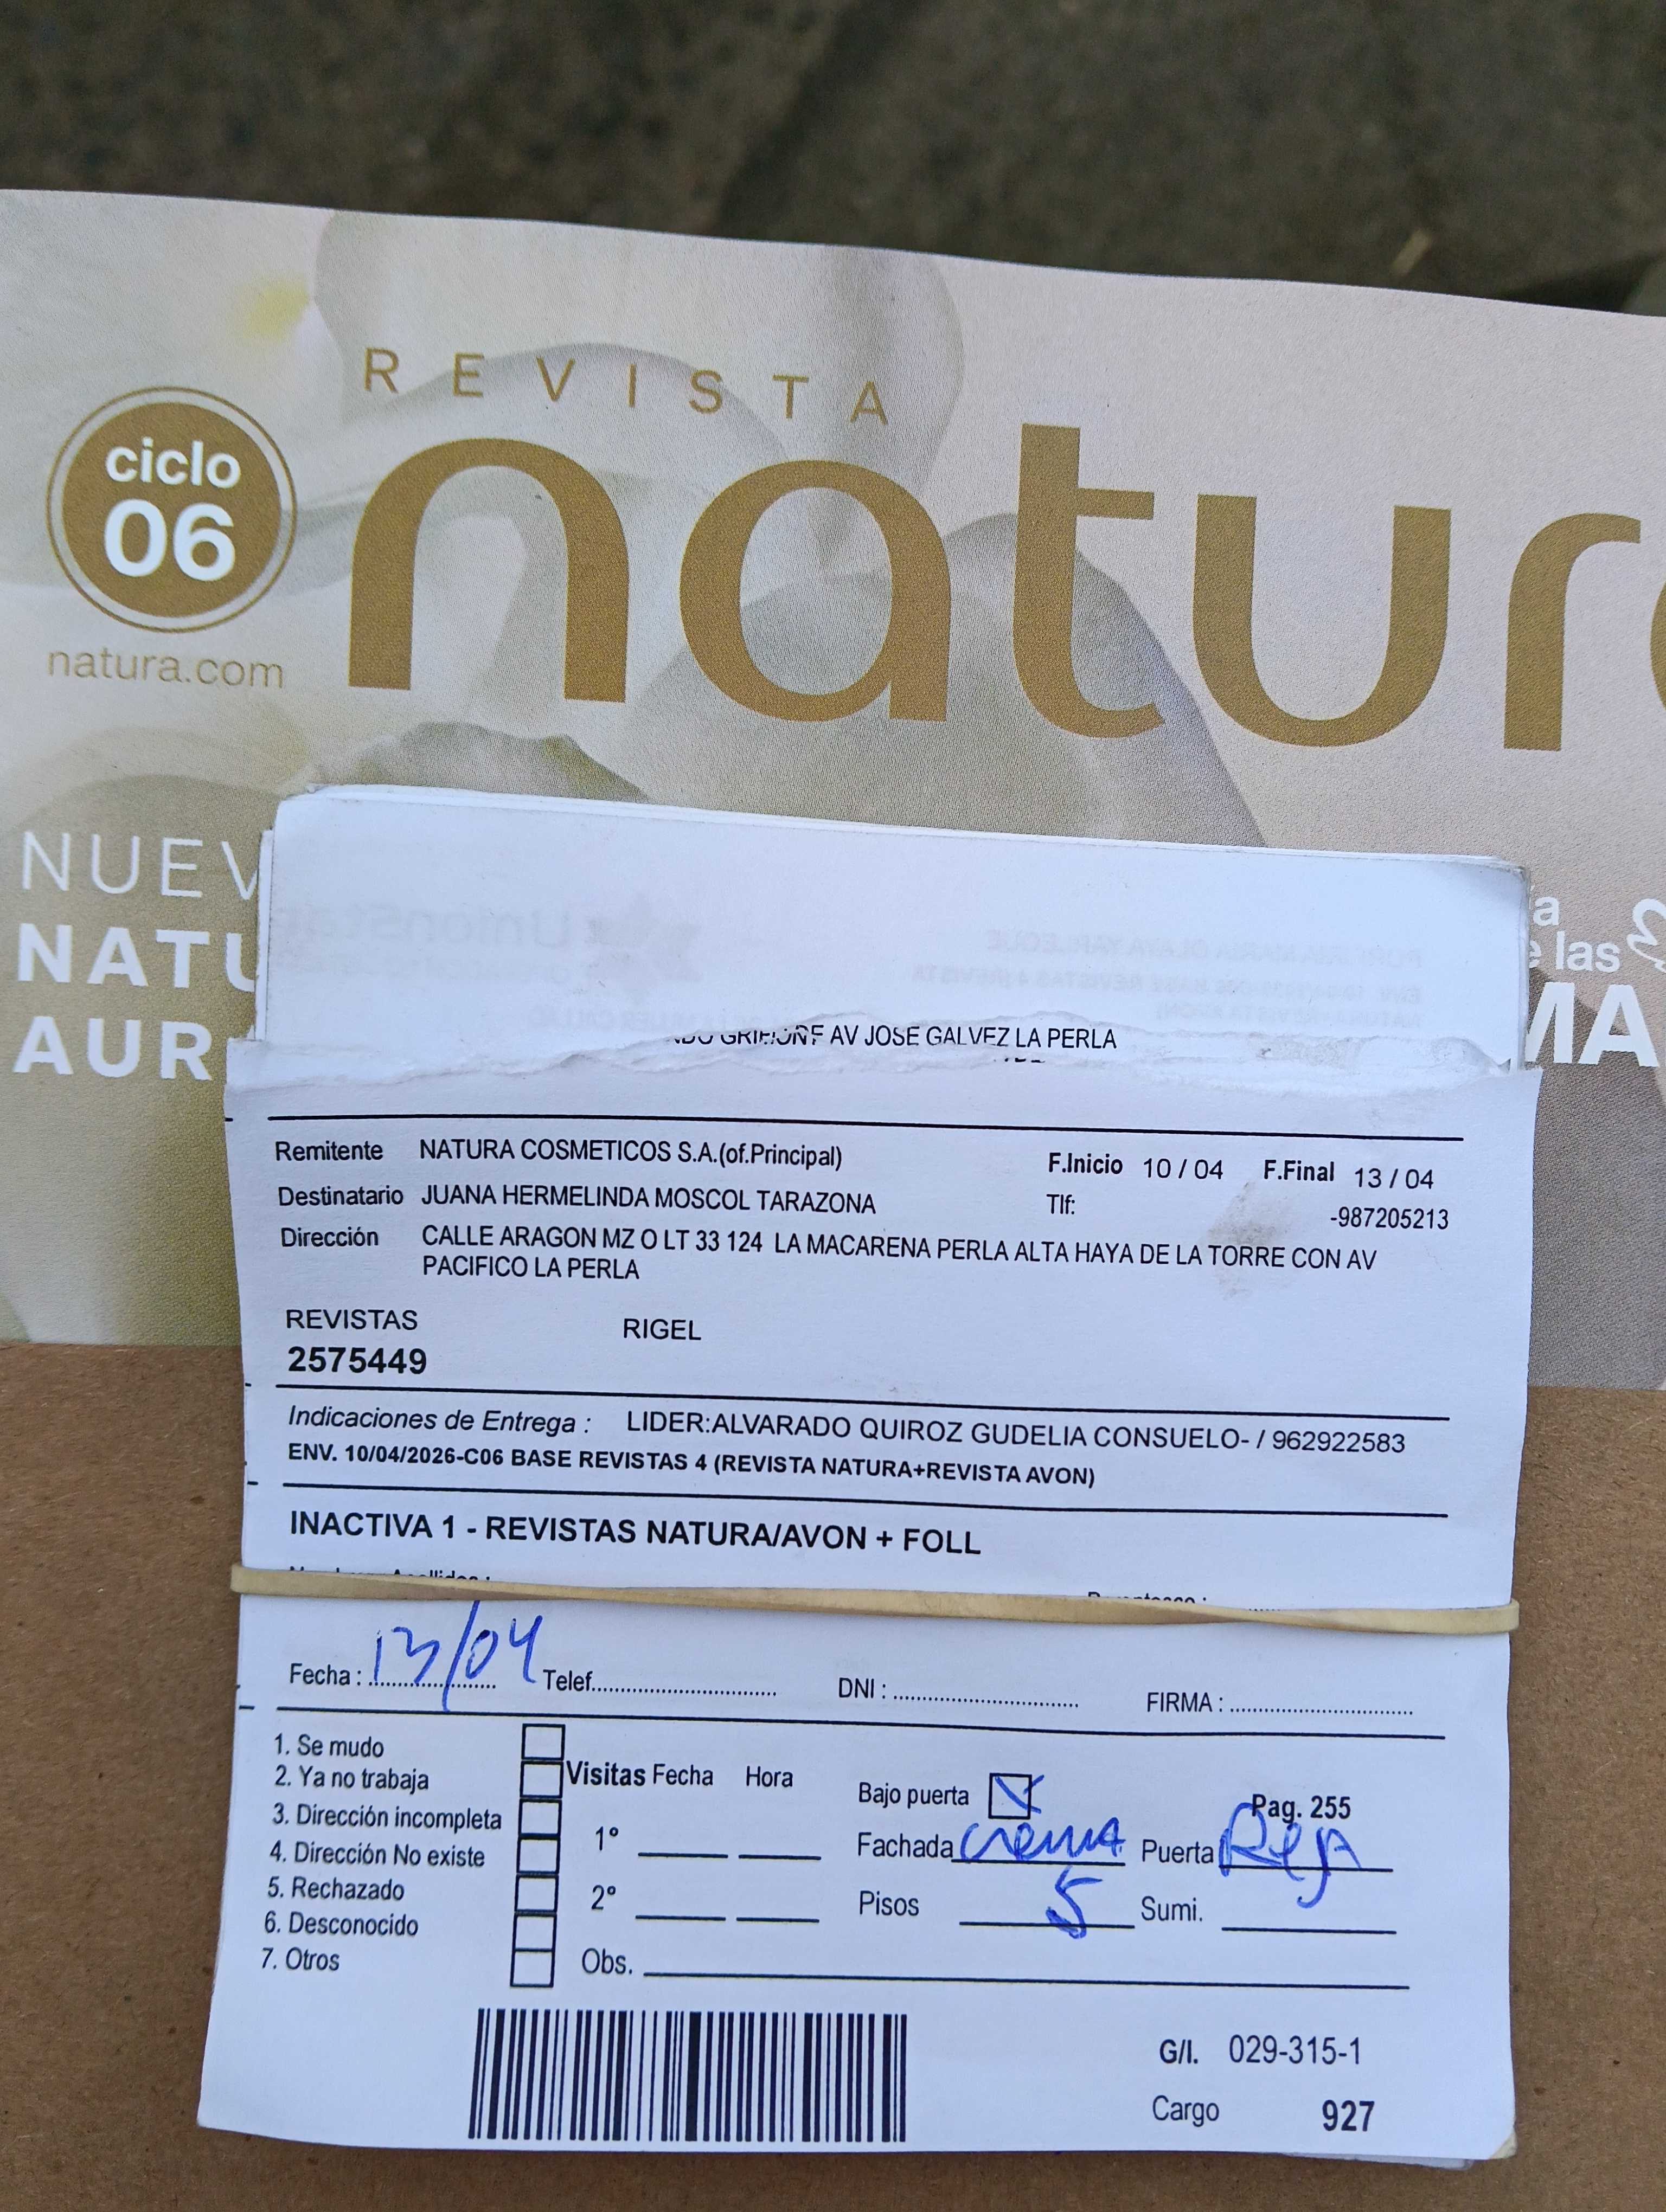 REVISTA
natur
ciclo
06
natura.com
NUEV
NATU
AUR
a
e las
MA
AV JOSE GALVEZ LA PERLA
Remitente NATURA COSMETICOS S.A.(of.Principal) F.Inicio 10 / 04 F.Final 13 / 04
Destinatario JUANA HERMELINDA MOSCOL TARAZONA Tlf: -987205213
Dirección CALLE ARAGON MZ O LT 33 124 LA MACARENA PERLA ALTA HAYA DE LA TORRE CON AV
PACIFICO LA PERLA
REVISTAS RIGEL
2575449
Indicaciones de Entrega : LIDER:ALVARADO QUIROZ GUDELIA CONSUELO- / 962922583
ENV. 10/04/2026-C06 BASE REVISTAS 4 (REVISTA NATURA+REVISTA AVON)
INACTIVA 1 - REVISTAS NATURA/AVON + FOLL
Fecha : 13/04 Telef. DNI : FIRMA :
1. Se mudo
2. Ya no trabaja
3. Dirección incompleta
4. Dirección No existe
5. Rechazado
6. Desconocido
7. Otros
Visitas Fecha Hora
1°
2°
Obs.
Bajo puerta Pag. 255
Fachada crema Puerta Reja
Pisos 5 Sumi.
G/I. 029-315-1
Cargo 927